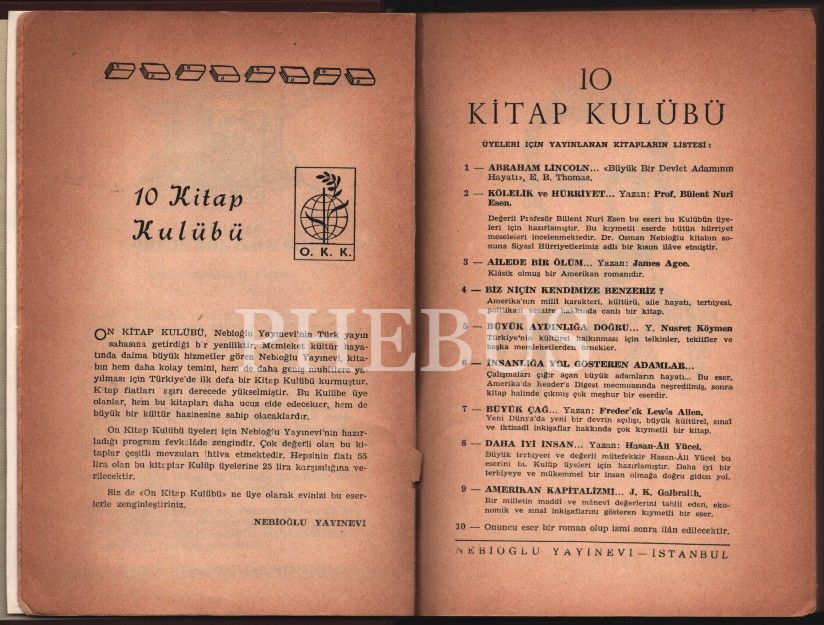 10 Kitap
Kulübü
O. K. K.
ON KİTAP KULÜBÜ, Nebioğlu Yayınevi'nin Türk yayın
sahasına getirdiği bir yeniliktir. Memleket kültür haya-
tında daima büyük hizmetler gören Nebioğlu Yayınevi, kita-
bın hem daha kolay temini, hem de daha geniş muhitlere ya-
yılması için Türkiye'de ilk defa bir Kitap Kulübü kurmuştur.
Kitap fiatları aşırı derecede yükselmiştir. Bu Kulübe üye
olanlar, hem bu kitapları daha ucuz elde edecekler, hem de
büyük bir kültür hazinesine sahip olacaklardır.
On Kitap Kulübü üyeleri için Nebioğlu Yayınevi'nin hazır-
ladığı program fevkalâde zengindir. Çok değerli olan bu ki-
taplar çeşitli mevzuları ihtiva etmektedir. Hepsinin fiatı 55
lira olan bu kitaplar Kulüp üyelerine 25 lira karşılığına ve-
rilecektir.
Siz de «On Kitap Kulübü» ne üye olarak evinizi bu eser-
lerle zenginleştiriniz.
NEBİOĞLU YAYINEVİ
10
KİTAP KULÜBÜ
ÜYELERİ İÇİN YAYINLANAN KİTAPLARIN LİSTESİ:
1 — ABRAHAM LİNCOLN... «Büyük Bir Devlet Adamının
Hayatı», E. B. Thomas.
2 — KÖLELİK ve HÜRRİYET... Yazan: Prof. Bülent Nuri
Esen.
Değerli Profesör Bülent Nuri Esen bu eseri bu Kulübün üye-
leri için hazırlamıştır. Bu kıymetli eserde bütün hürriyet
meseleleri incelenmektedir. Dr. Osman Nebioğlu kitabın so-
nuna Siyasî Hürriyetlerimiz adlı bir kısım ilâve etmiştir.
3 — AİLEDE BİR ÖLÜM... Yazan: James Agee.
Klâsik olmuş bir Amerikan romanıdır.
4 — BİZ NİÇİN KENDİMİZE BENZERİZ ?
Amerika'nın millî karakteri, kültürü, aile hayatı, terbiyesi,
politikası vesaire hakkında canlı bir kitap.
5 — BÜYÜK AYDINLIĞA DOĞRU... Y. Nusret Köymen
Türkiye'nin kültürel kalkınması için telkinler, teklifler ve
başka memleketlerden örnekler.
6 — İNSANLIĞA YOL GÖSTEREN ADAMLAR...
Çalışmaları çığır açan büyük adamların hayatı... Bu eser,
Amerika'da Reader's Digest mecmuasında neşredilmiş, sonra
kitap halinde çıkmış çok meşhur bir eserdir.
7 — BÜYÜK ÇAĞ... Yazan: Freder'ck Lewis Allen.
Yeni Dünya'da yeni bir devrin açılışı, büyük kültürel, sınaî
ve iktisadî inkişaflar hakkında çok kıymetli bir kitap.
8 — DAHA İYİ İNSAN... Yazan: Hasan-Âli Yücel.
Büyük terbiyeci ve değerli mütefekkir Hasan-Âli Yücel bu
eserini bu Kulüp üyeleri için hazırlamıştır. Daha iyi bir
terbiyeye ve mükemmel bir insan olmağa doğru giden yol.
9 — AMERİKAN KAPİTALİZMİ... J. K. Galbraith.
Bir milletin maddî ve mânevî değerlerini tahlil eden, eko-
nomik ve sınaî inkişaflarını gösteren kıymetli bir eser.
10 — Onuncu eser bir roman olup ismi sonra ilân edilecektir.
NEBİOĞLU YAYINEVİ — İSTANBUL
PHEBUS